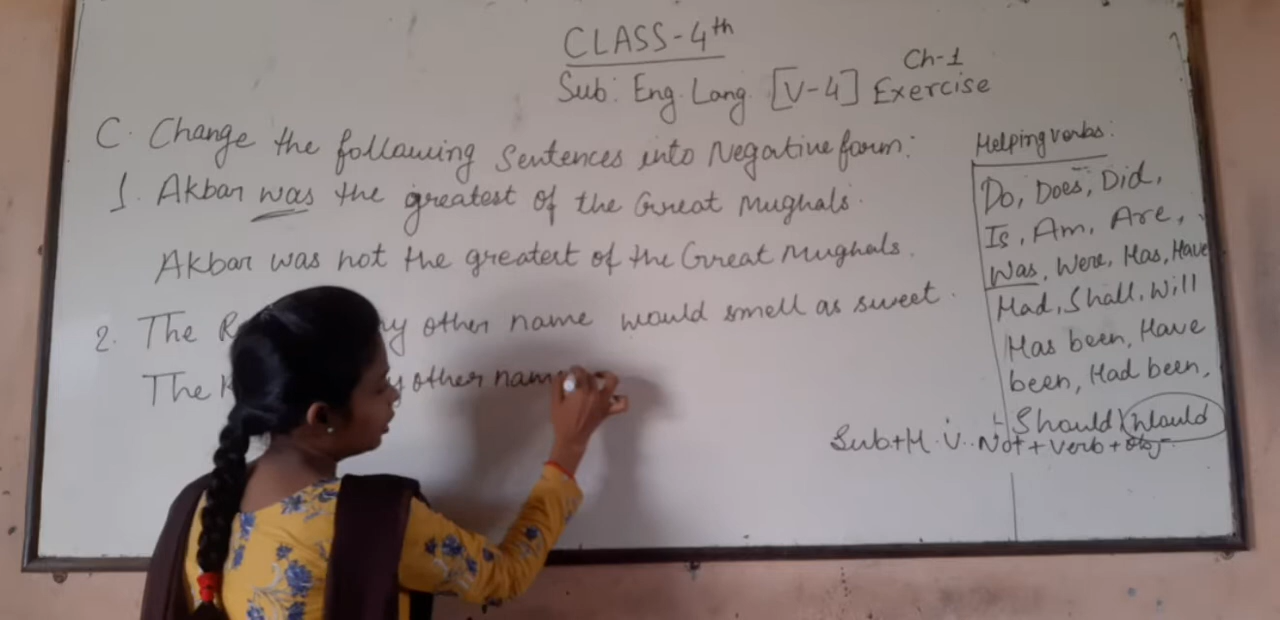 CLASS-4th
Ch-1
Sub: Eng. Lang. [V-4] Exercise
C. Change the following Sentences into Negative form:
1. Akbar was the greatest of the Great Mughals.
Akbar was not the greatest of the Great Mughals.
2. The other name would smell as sweet.
The other name
Helping verbs:
Do, Does, Did,
Is, Am, Are,
Was, Were, Has, Have
Had, Shall, Will
Has been, Have
been, Had been,
Should, Would
Sub+H.V..Not+Verb+obj